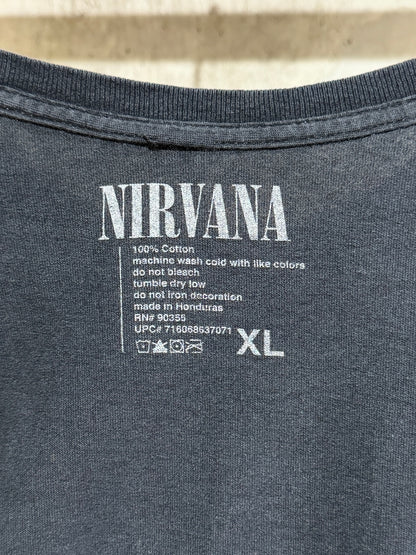 NIRVANA
100% Cotton
machine wash cold with like colors
do not bleach
tumble dry low
do not iron decoration
made in Honduras
RN# 90355
UPC# 716068637071
XL